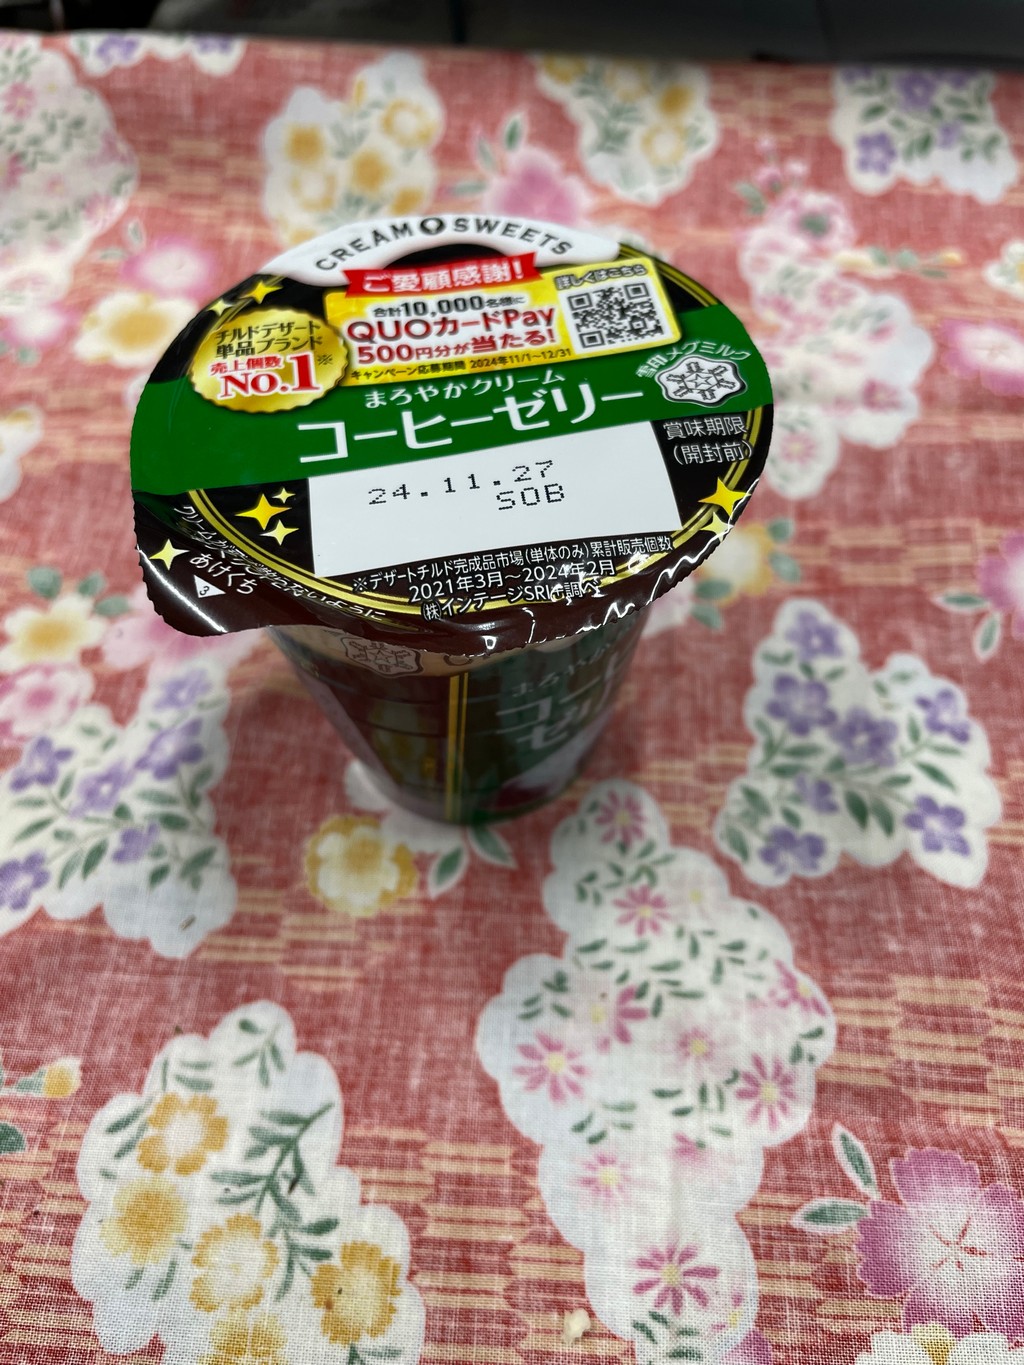 CREAM SWEETS
ご愛顧感謝!
詳しくはこちら
合計10,000名様に
QUOカードPay
500円分が当たる!
キャンペーン応募期間 2024年11/1~12/31
チルドデザート
単品ブランド
売上個数※
No.1
雪印メグミルク
まろやかクリーム
コーヒーゼリー
賞味期限
(開封前)
24.11.27
SOB
※デザートチルド完成品市場(単体のみ)累計販売個数
2021年3月~2024年2月
(株)インテージSRI+調べ
あけくち
まろやか
コー
ゼリ